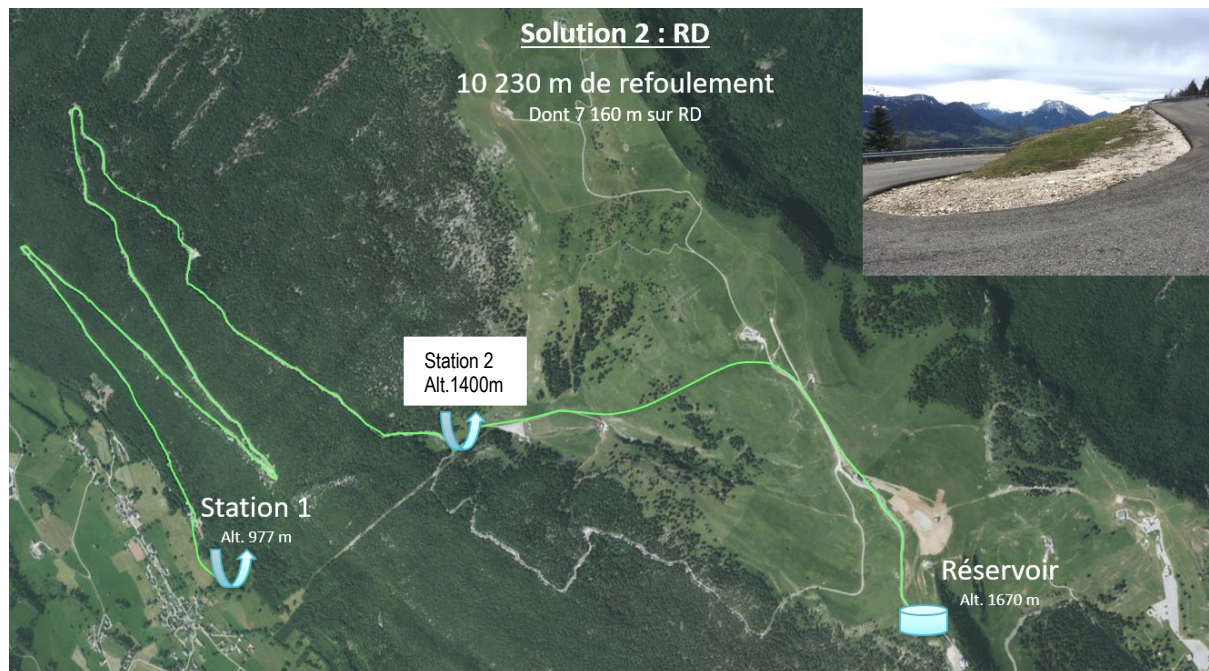 Solution 2 : RD
10 230 m de refoulement
Dont 7 160 m sur RD
Station 2
Alt.1400m
Station 1
Alt. 977 m
Réservoir
Alt. 1670 m